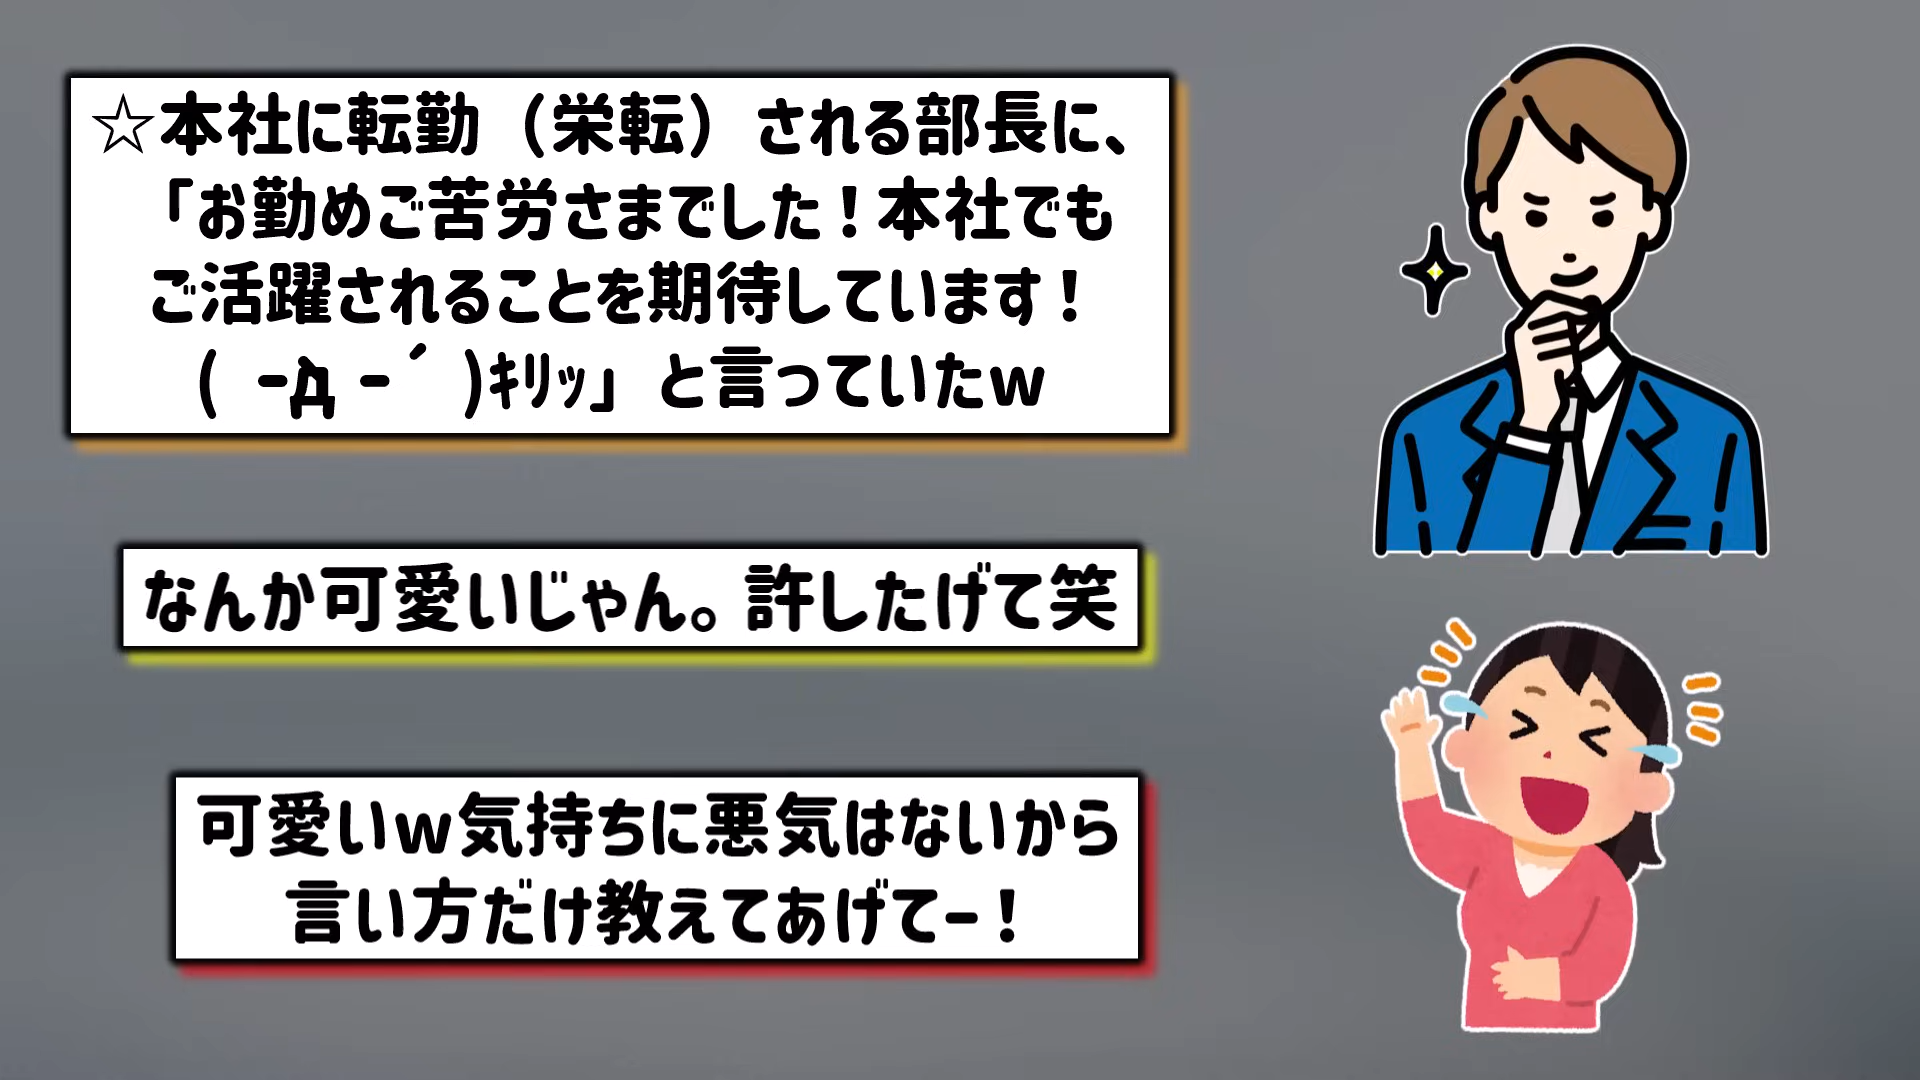 ☆本社に転勤（栄転）される部長に、
「お勤めご苦労さまでした！本社でも
ご活躍されることを期待しています！
( ｰдｰ´ )ｷﾘｯ」と言っていたw
なんか可愛いじゃん。許したげて笑
可愛いw気持ちに悪気はないから
言い方だけ教えてあげてｰ！